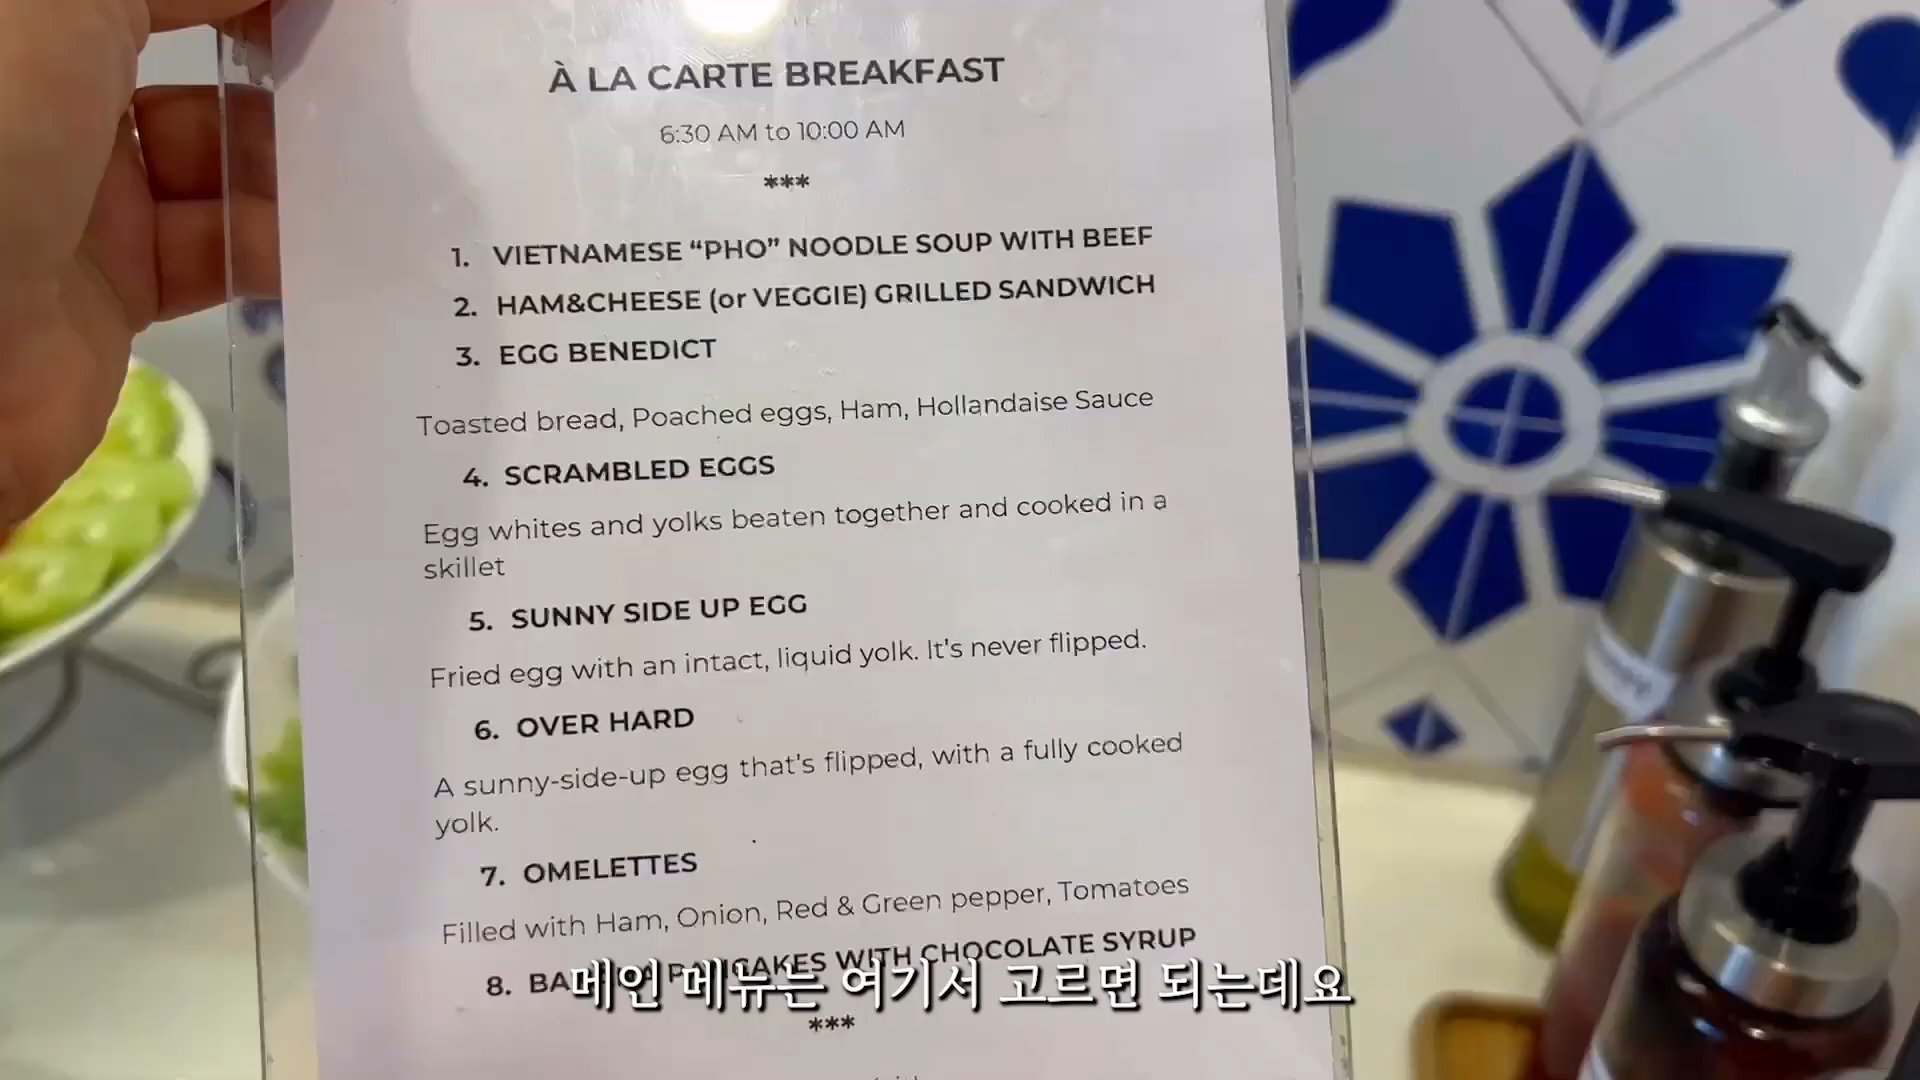 À LA CARTE BREAKFAST
6:30 AM to 10:00 AM
***
1. VIETNAMESE “PHO” NOODLE SOUP WITH BEEF
2. HAM&CHEESE (or VEGGIE) GRILLED SANDWICH
3. EGG BENEDICT
Toasted bread, Poached eggs, Ham, Hollandaise Sauce
4. SCRAMBLED EGGS
Egg whites and yolks beaten together and cooked in a
skillet
5. SUNNY SIDE UP EGG
Fried egg with an intact, liquid yolk. It's never flipped.
6. OVER HARD
A sunny-side-up egg that's flipped, with a fully cooked
yolk.
7. OMELETTES
Filled with Ham, Onion, Red & Green pepper, Tomatoes
8. WITH CHOCOLATE SYRUP
메인 메뉴는 여기서 고르면 되는데요
***